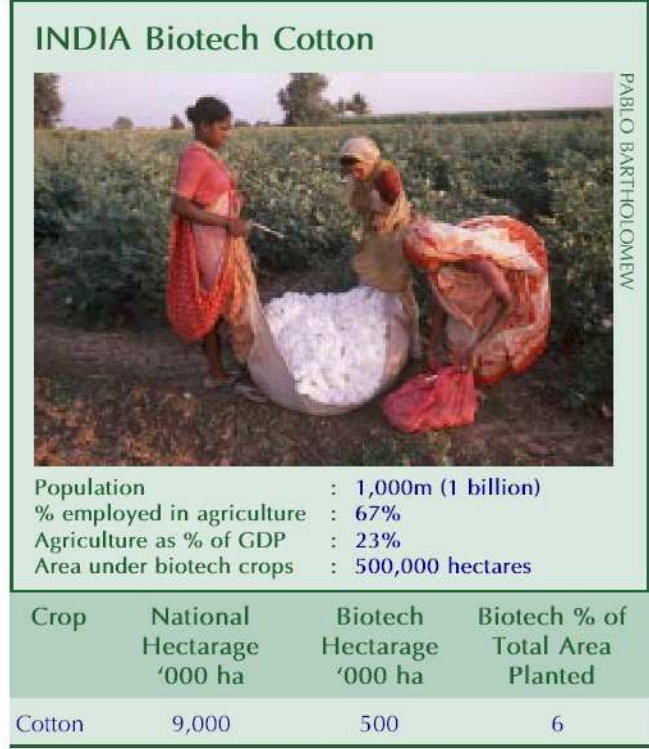 INDIA Biotech Cotton
PABLO BARTHOLOMEW
Population : 1,000m (1 billion)
% employed in agriculture : 67%
Agriculture as % of GDP : 23%
Area under biotech crops : 500,000 hectares
Crop National Hectarage ‘000 ha Biotech Hectarage ‘000 ha Biotech % of Total Area Planted
Cotton 9,000 500 6